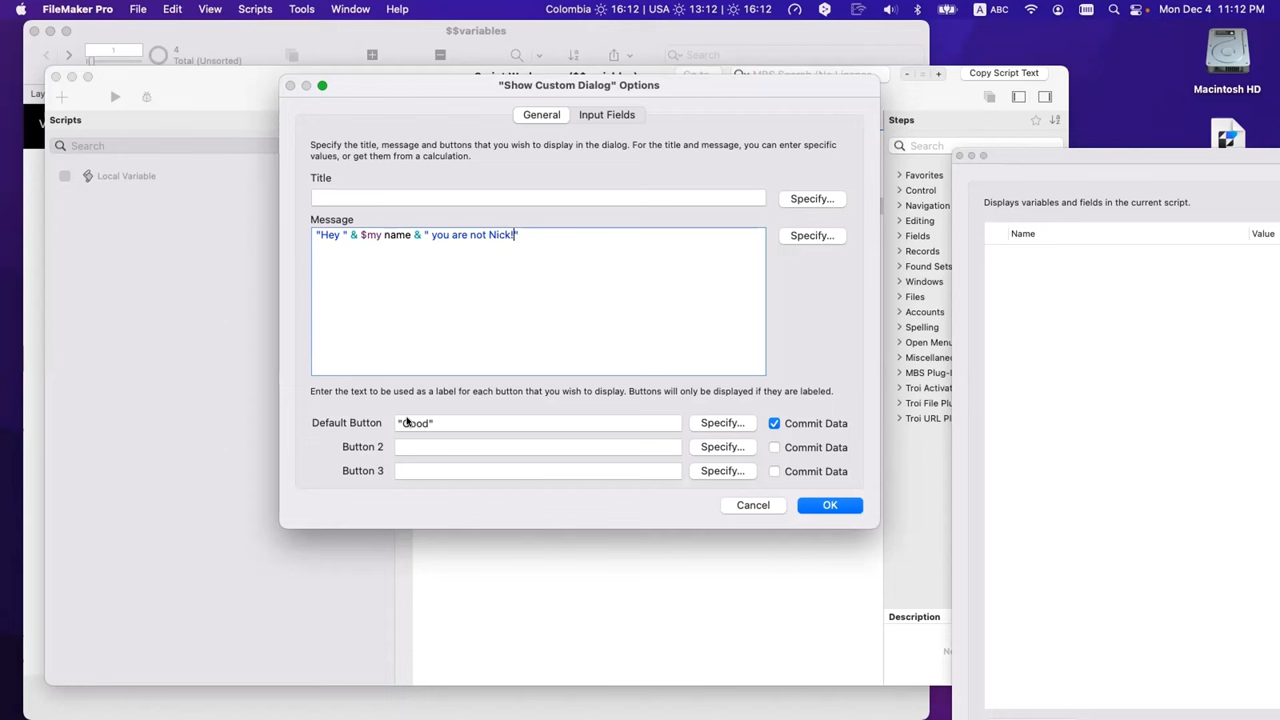 FileMaker Pro File Edit View Scripts Tools Window Help
Colombia 16:12 | USA 13:12 | 16:12
A ABC
Mon Dec 4 11:12 PM
$$variables
1
4
Total (Unsorted)
Search
Lay
Copy Script Text
Macintosh HD
"Show Custom Dialog" Options
General Input Fields
Scripts
Search
Local Variable
Specify the title, message and buttons that you wish to display in the dialog. For the title and message, you can enter specific
values, or get them from a calculation.
Title
Specify...
Message
"Hey " & $my name & " you are not Nick!"
Specify...
Enter the text to be used as a label for each button that you wish to display. Buttons will only be displayed if they are labeled.
Default Button "Good" Specify... Commit Data
Button 2 Specify... Commit Data
Button 3 Specify... Commit Data
Cancel OK
Steps
Search
Favorites
Control
Navigation
Editing
Fields
Records
Found Sets
Windows
Files
Accounts
Spelling
Open Menu
Miscellane
MBS Plug-
Troi Activat
Troi File Plu
Troi URL Pl
Description
Displays variables and fields in the current script.
Name Value